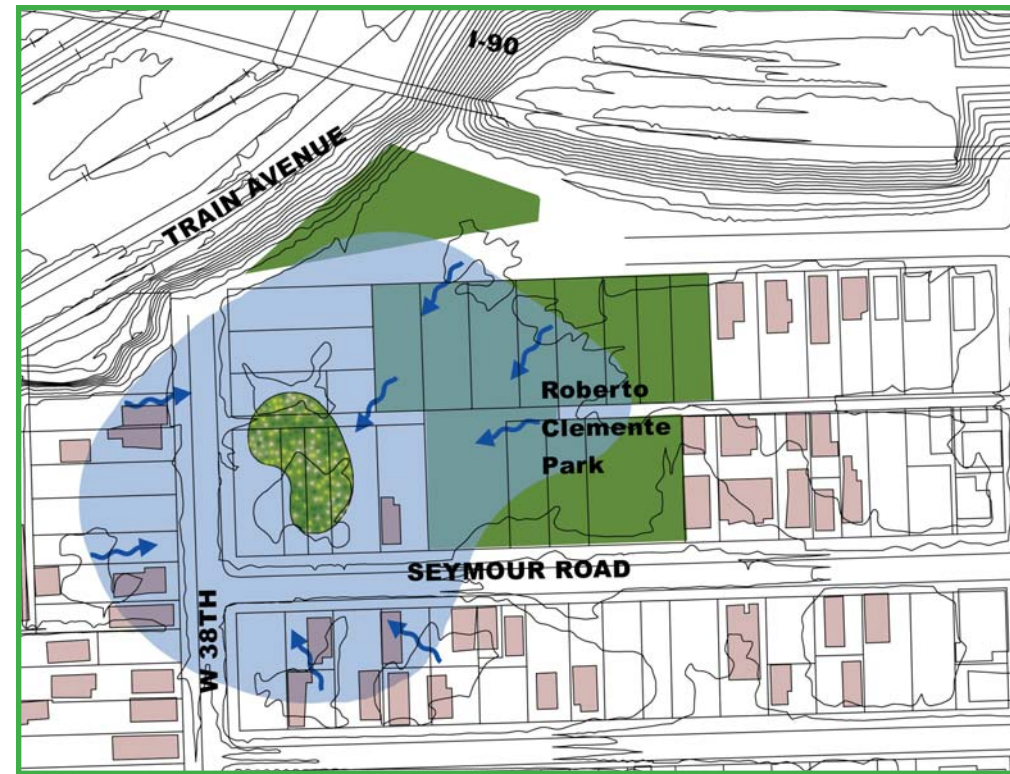 I-90
TRAIN AVENUE
Roberto
Clemente
Park
SEYMOUR ROAD
W 38TH